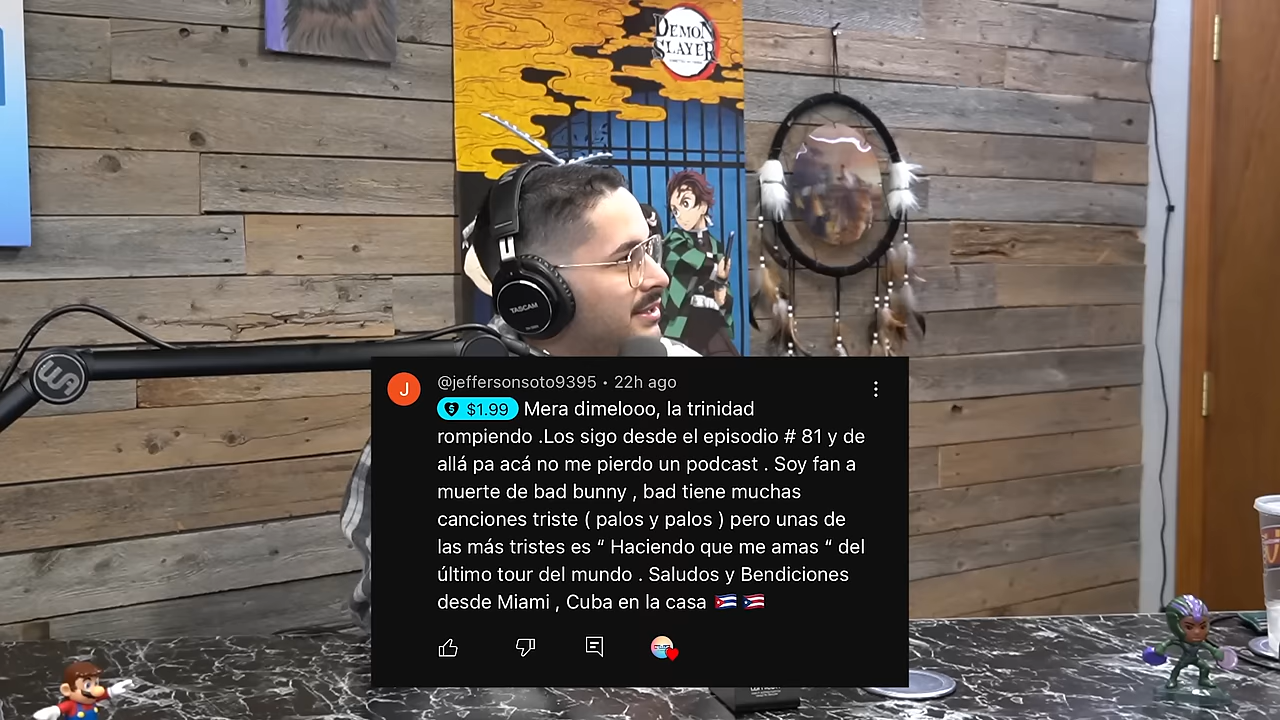 DEMON
SLAYER
TASCAM
WA
J
@jeffersonsoto9395 • 22h ago
$1.99 Mera dimelooo, la trinidad
rompiendo .Los sigo desde el episodio # 81 y de
allá pa acá no me pierdo un podcast . Soy fan a
muerte de bad bunny , bad tiene muchas
canciones triste ( palos y palos ) pero unas de
las más tristes es “ Haciendo que me amas “ del
último tour del mundo . Saludos y Bendiciones
desde Miami , Cuba en la casa 🇨🇺 🇵🇷